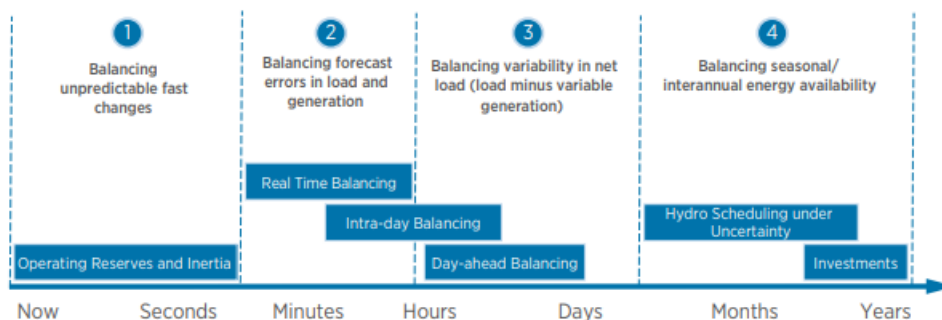 1
Balancing
unpredictable fast
changes
2
Balancing forecast
errors in load and
generation
3
Balancing variability in net
load (load minus variable
generation)
4
Balancing seasonal/
interannual energy availability
Real Time Balancing
Intra-day Balancing
Hydro Scheduling under
Uncertainty
Operating Reserves and Inertia
Day-ahead Balancing
Investments
Now Seconds Minutes Hours Days Months Years